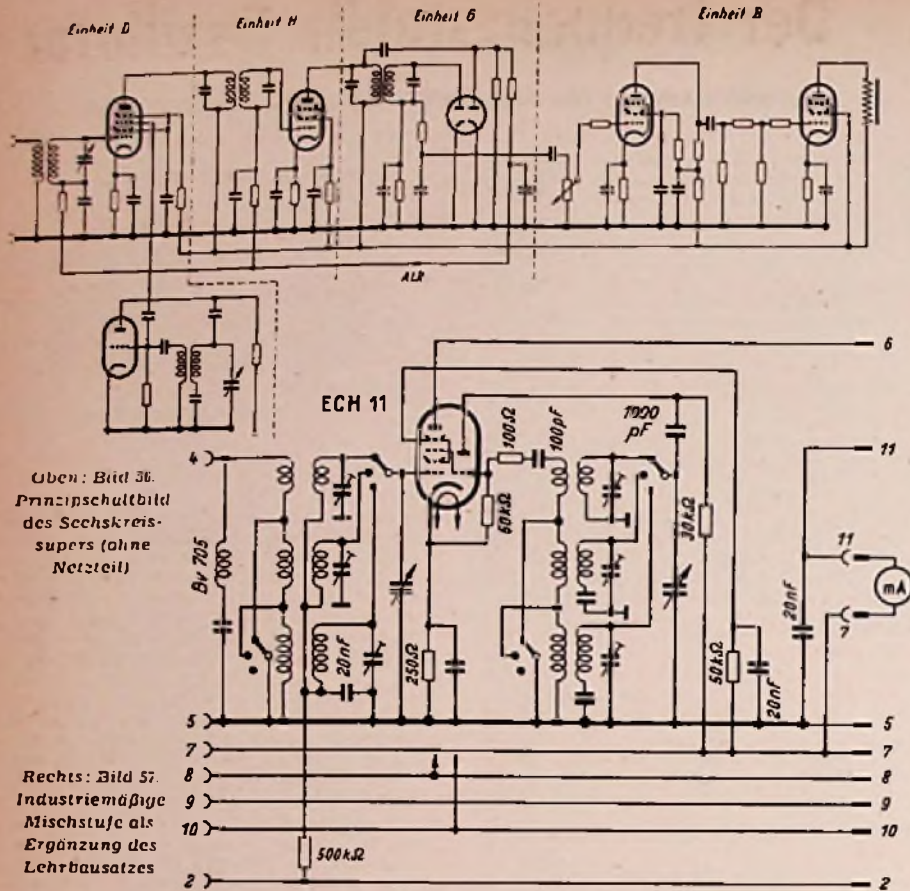 Einheit D
Einheit H
Einheit G
Einheit B
ALR
ECH 11
6
4
Bv 705
20nF
250Ω
100Ω
100pF
60kΩ
1000
pF
30kΩ
50kΩ
20nF
20nF
11
11
mA
7
5
5
7
7
8
8
9
9
10
10
500kΩ
2
2
Oben: Bild 56.
Prinzipschaltbild
des Sechskreis-
supers (ohne
Netzteil)
Rechts: Bild 57.
Industriemäßige
Mischstufe als
Ergänzung des
Lehrbausatzes